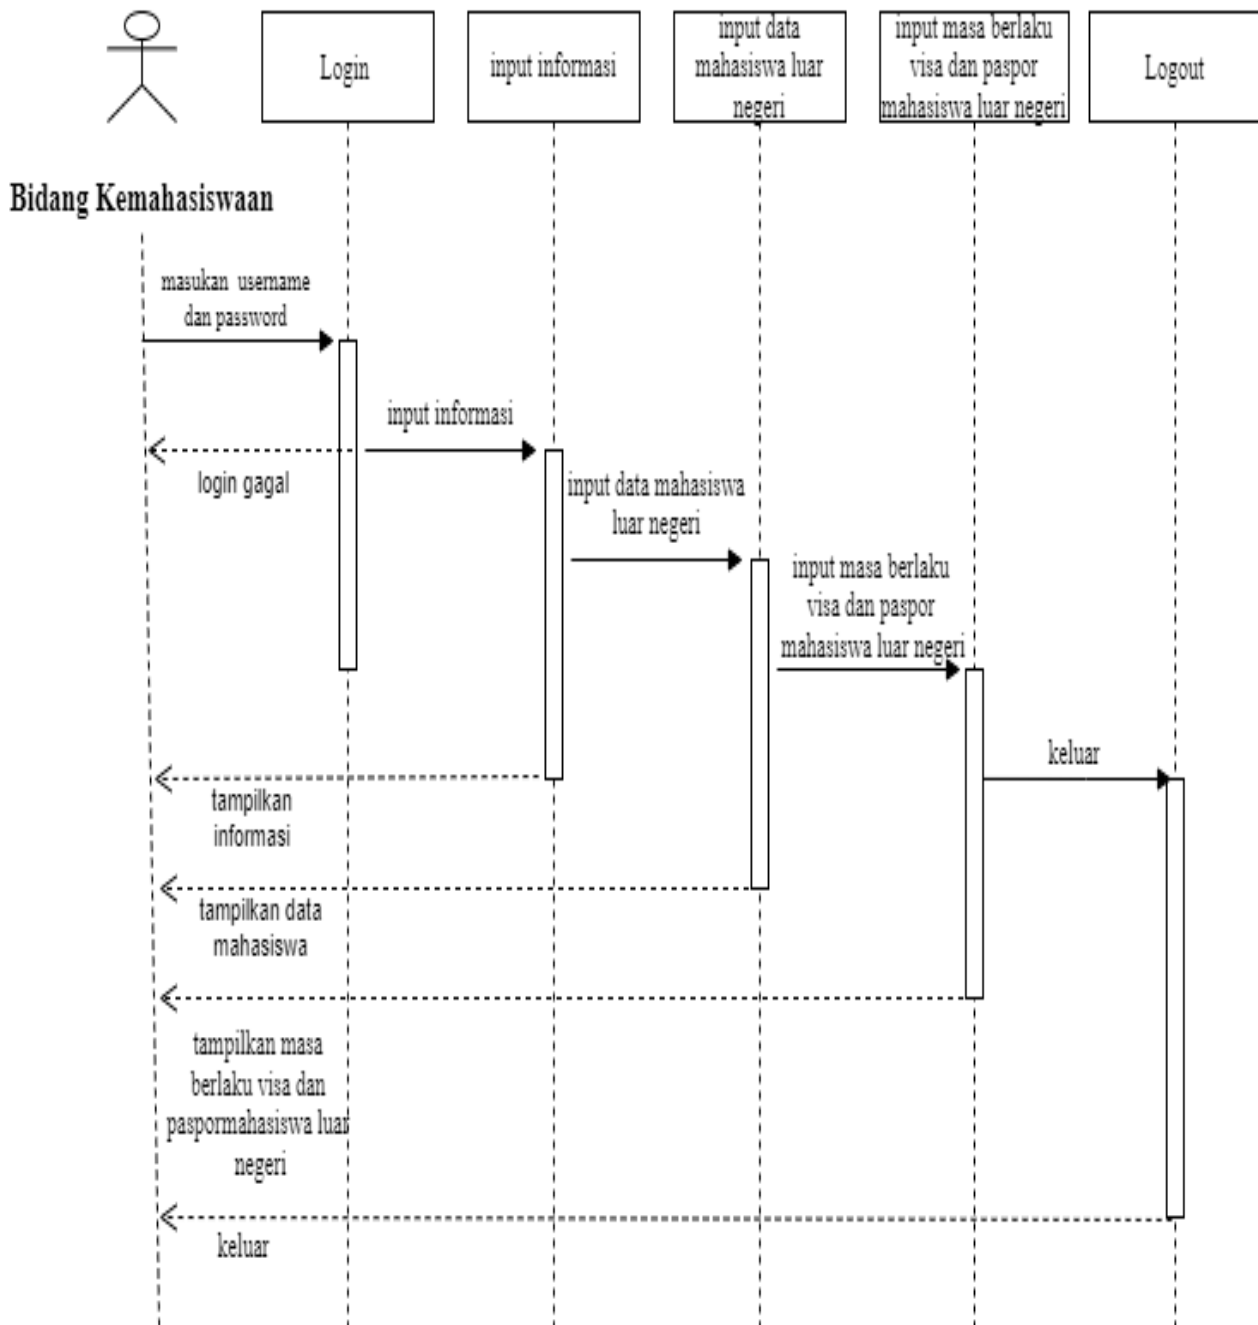 Login
input informasi
input data
mahasiswa luar
negeri
input masa berlaku
visa dan paspor
mahasiswa luar negeri
Logout
Bidang Kemahasiswaan
masukan username
dan password
input informasi
login gagal
input data mahasiswa
luar negeri
input masa berlaku
visa dan paspor
mahasiswa luar negeri
keluar
tampilkan
informasi
tampilkan data
mahasiswa
tampilkan masa
berlaku visa dan
paspormahasiswa luar
negeri
keluar